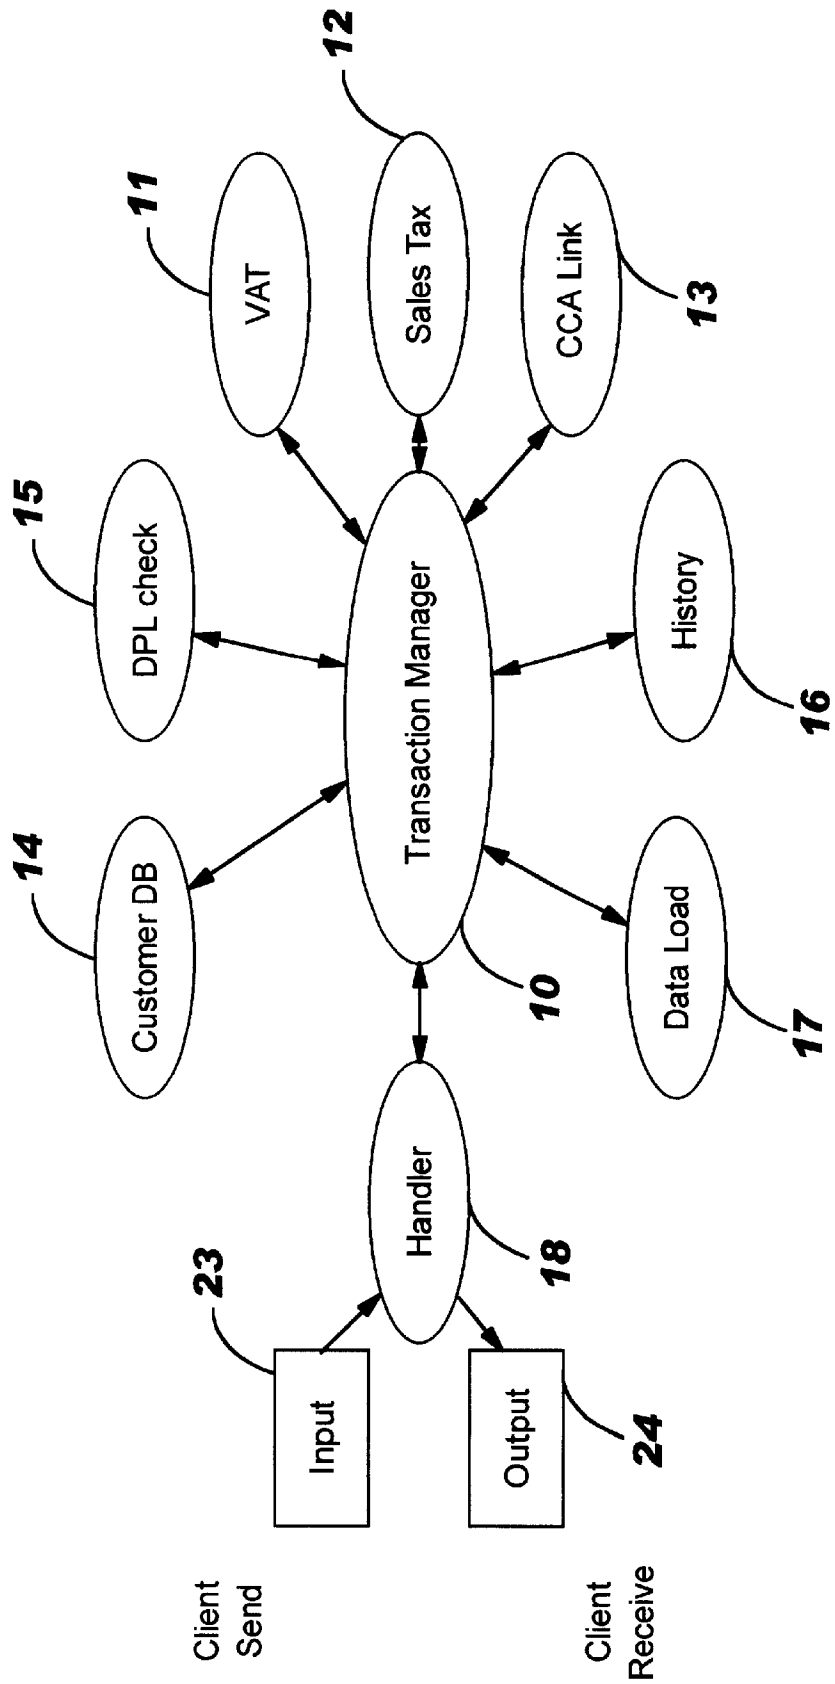 Client
Send
Input
23
Client
Receive
Output
24
Handler
18
Customer DB
14
Transaction Manager
10
Data Load
17
DPL check
15
History
16
VAT
11
Sales Tax
12
CCA Link
13